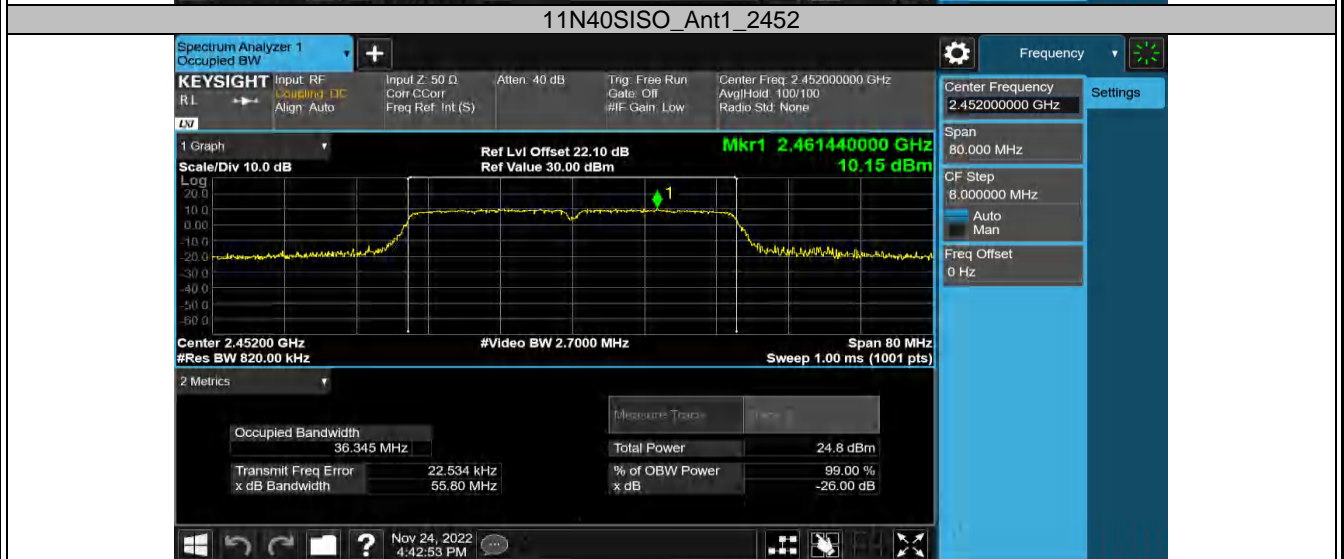 11N40SISO_Ant1_2452
Spectrum Analyzer 1
Occupied BW
+
Frequency
KEYSIGHT
RL
LXI
Input: RF
Coupling: DC
Align: Auto
Input Z: 50 Ω
Corr CCorr
Freq Ref: Int (S)
Atten: 40 dB
Trig: Free Run
Gate: Off
#IF Gain: Low
Center Freq: 2.452000000 GHz
Avg|Hold: 100/100
Radio Std: None
Center Frequency
2.452000000 GHz
Settings
Span
80.000 MHz
CF Step
8.000000 MHz
Auto
Man
Freq Offset
0 Hz
1 Graph
Scale/Div 10.0 dB
Ref Lvl Offset 22.10 dB
Ref Value 30.00 dBm
Mkr1 2.461440000 GHz
10.15 dBm
Log
20.0
10.0
0.00
-10.0
-20.0
-30.0
-40.0
-50.0
-60.0
1
Center 2.45200 GHz
#Res BW 820.00 kHz
#Video BW 2.7000 MHz
Span 80 MHz
Sweep 1.00 ms (1001 pts)
2 Metrics
Measure Trace
Occupied Bandwidth
36.345 MHz
Total Power 24.8 dBm
Transmit Freq Error 22.534 kHz
% of OBW Power 99.00 %
x dB Bandwidth 55.80 MHz
x dB -26.00 dB
?
Nov 24, 2022
4:42:53 PM